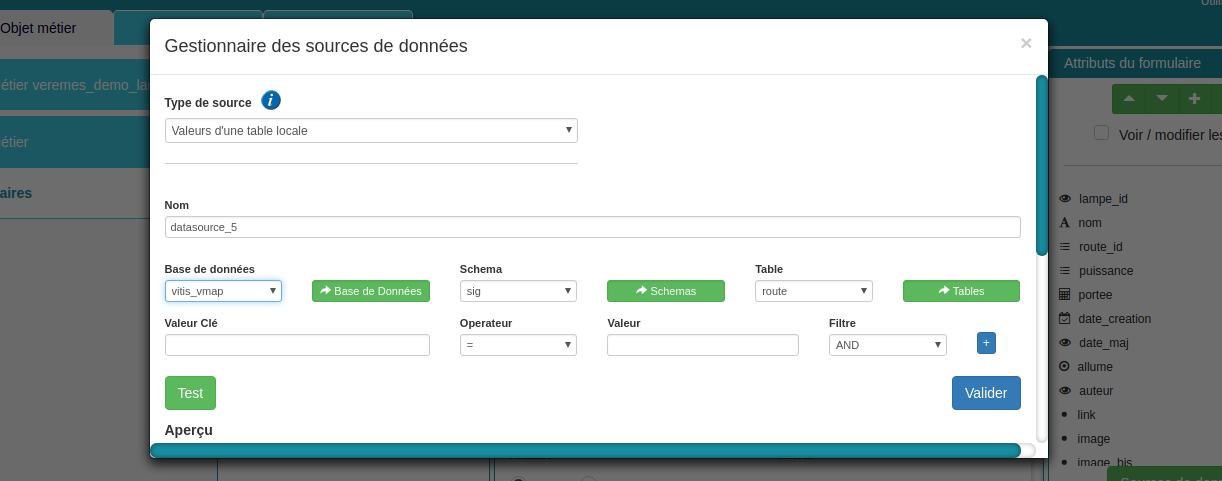 Objet métier
Gestionnaire des sources de données
×
Attributs du formulaire
étier veremes_demo_la
Type de source i
Valeurs d'une table locale
Voir / modifier les
étier
aires
lampe_id
Nom
nom
datasource_5
route_id
Base de données Schema Table
puissance
vitis_vmap Base de Données sig Schemas route Tables
portee
Valeur Clé Operateur Valeur Filtre
date_creation
= AND +
date_maj
allume
Test Valider
auteur
link
Aperçu
image
image_bis